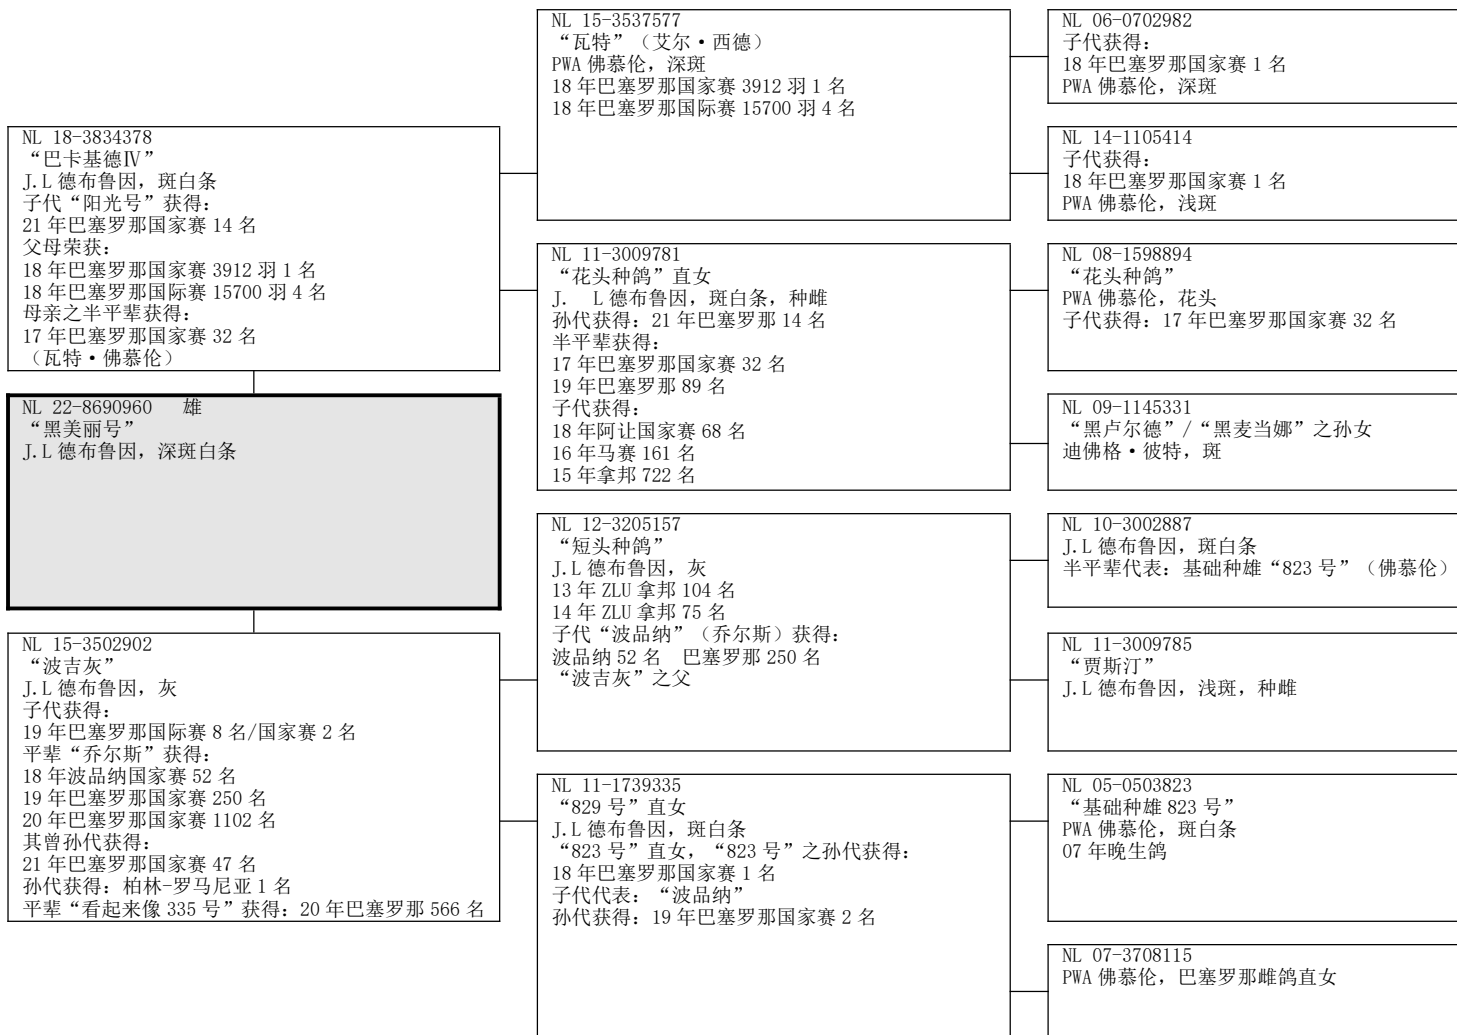 NL 18-3834378
“巴卡基德Ⅳ”
J.L 德布鲁因，斑白条
子代“阳光号”获得：
21 年巴塞罗那国家赛 14 名
父母荣获：
18 年巴塞罗那国家赛 3912 羽 1 名
18 年巴塞罗那国际赛 15700 羽 4 名
母亲之半平辈获得：
17 年巴塞罗那国家赛 32 名
（瓦特·佛慕伦）
NL 22-8690960 雄
“黑美丽号”
J.L 德布鲁因，深斑白条
NL 15-3502902
“波吉灰”
J.L 德布鲁因，灰
子代获得：
19 年巴塞罗那国际赛 8 名/国家赛 2 名
平辈“乔尔斯”获得：
18 年波品纳国家赛 52 名
19 年巴塞罗那国家赛 250 名
20 年巴塞罗那国家赛 1102 名
其曾孙代获得：
21 年巴塞罗那国家赛 47 名
孙代获得：柏林-罗马尼亚 1 名
平辈“看起来像 335 号”获得：20 年巴塞罗那 566 名
NL 15-3537577
“瓦特”（艾尔·西德）
PWA 佛慕伦，深斑
18 年巴塞罗那国家赛 3912 羽 1 名
18 年巴塞罗那国际赛 15700 羽 4 名
NL 11-3009781
“花头种鸽”直女
J. L 德布鲁因，斑白条，种雌
孙代获得：21 年巴塞罗那 14 名
半平辈获得：
17 年巴塞罗那国家赛 32 名
19 年巴塞罗那 89 名
子代获得：
18 年阿让国家赛 68 名
16 年马赛 161 名
15 年拿邦 722 名
NL 12-3205157
“短头种鸽”
J.L 德布鲁因，灰
13 年 ZLU 拿邦 104 名
14 年 ZLU 拿邦 75 名
子代“波品纳”（乔尔斯）获得：
波品纳 52 名 巴塞罗那 250 名
“波吉灰”之父
NL 11-1739335
“829 号”直女
J.L 德布鲁因，斑白条
“823 号”直女，“823 号”之孙代获得：
18 年巴塞罗那国家赛 1 名
子代代表：“波品纳”
孙代获得：19 年巴塞罗那国家赛 2 名
NL 06-0702982
子代获得：
18 年巴塞罗那国家赛 1 名
PWA 佛慕伦，深斑
NL 14-1105414
子代获得：
18 年巴塞罗那国家赛 1 名
PWA 佛慕伦，浅斑
NL 08-1598894
“花头种鸽”
PWA 佛慕伦，花头
子代获得：17 年巴塞罗那国家赛 32 名
NL 09-1145331
“黑卢尔德”/“黑麦当娜”之孙女
迪佛格·彼特，斑
NL 10-3002887
J.L 德布鲁因，斑白条
半平辈代表：基础种雄“823 号”（佛慕伦）
NL 11-3009785
“贾斯汀”
J.L 德布鲁因，浅斑，种雌
NL 05-0503823
“基础种雄 823 号”
PWA 佛慕伦，斑白条
07 年晚生鸽
NL 07-3708115
PWA 佛慕伦，巴塞罗那雌鸽直女